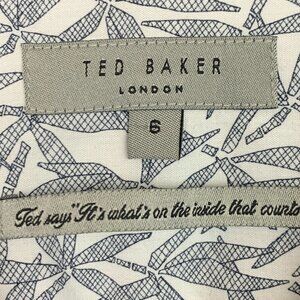 TED BAKER
LONDON
6
Ted says "It's what's on the inside that counts